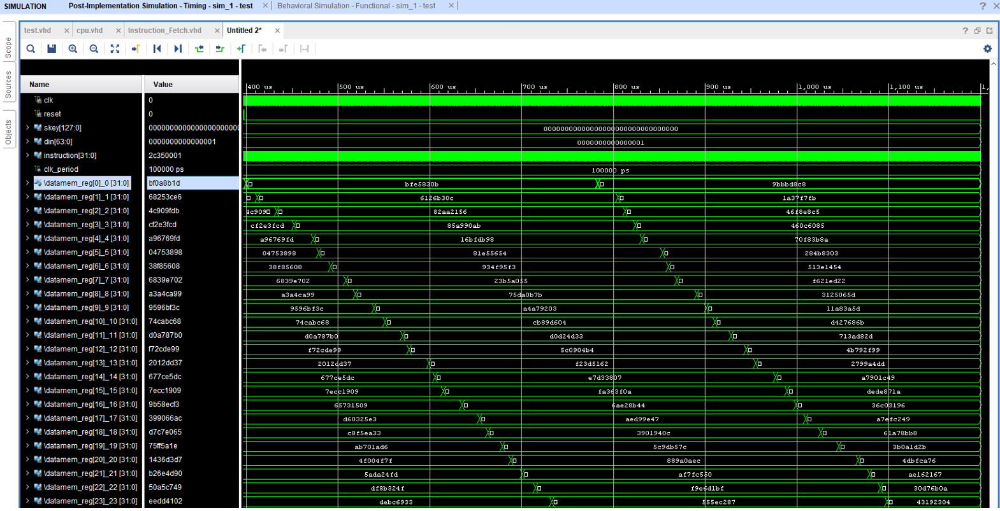 SIMULATION Post-Implementation Simulation - Timing - sim_1 - test × Behavioral Simulation - Functional - sim_1 - test × ? ×
test.vhd × cpu.vhd × Instruction_Fetch.vhd × Untitled 2* × ?
Scope
Sources
Objects
Name Value 400 us 500 us 600 us 700 us 800 us 900 us 1,000 us 1,100 us 1,
clk 0
reset 0
skey[127:0] 0000000000000000000000 00000000000000000000000000000000
din[63:0] 0000000000000001 0000000000000001
instruction[31:0] 2c350001
clk_period 100000 ps 100000 ps
\datamem_reg[0]_0 [31:0] bf0a8b1d bfe5830b 9bbbd8c8
\datamem_reg[1]_1 [31:0] 68253ce6 6126b30c 1a37f7fb
\datamem_reg[2]_2 [31:0] 4c909fdb 4c909 82aa2156 46f8e8c5
\datamem_reg[3]_3 [31:0] cf2e3fcd cf2e3fcd 85a990ab 460c6085
\datamem_reg[4]_4 [31:0] a96769fd a96769fd 16bfdb98 70f83b8a
\datamem_reg[5]_5 [31:0] 04753898 04753898 81e55654 284b8303
\datamem_reg[6]_6 [31:0] 38f85608 38f85608 934f95f3 513e1454
\datamem_reg[7]_7 [31:0] 6839e702 6839e702 23b5a055 f621ed22
\datamem_reg[8]_8 [31:0] a3a4ca99 a3a4ca99 75da0b7b 3125065d
\datamem_reg[9]_9 [31:0] 9596bf3c 9596bf3c a4a79203 11a83a5d
\datamem_reg[10]_10 [31:0] 74cabc68 74cabc68 cb89d604 d427686b
\datamem_reg[11]_11 [31:0] d0a787b0 d0a787b0 d0d24d33 713ad82d
\datamem_reg[12]_12 [31:0] f72cde99 f72cde99 5c0904b4 4b792f99
\datamem_reg[13]_13 [31:0] 2012dd37 2012dd37 f23d5162 2799a4dd
\datamem_reg[14]_14 [31:0] 677ce5dc 677ce5dc e7d33807 a7901c49
\datamem_reg[15]_15 [31:0] 7ecc1909 7ecc1909 fa363f0a dede871a
\datamem_reg[16]_16 [31:0] 9b58ecf3 65731509 6ae28b44 36c03196
\datamem_reg[17]_17 [31:0] 399066ac d60325e3 aed99e47 a7efc249
\datamem_reg[18]_18 [31:0] d7c7e065 c8f5ea33 3901940c 61a78bb8
\datamem_reg[19]_19 [31:0] 75ff5a1e ab701ad6 5c9db57c 3b0a1d2b
\datamem_reg[20]_20 [31:0] 1436d3d7 4f004f7f 889a0aec 4dbfca76
\datamem_reg[21]_21 [31:0] b26e4d90 5ada24fd af7fc550 ae162167
\datamem_reg[22]_22 [31:0] 50a5c749 df8b324f f9e6d1bf 30d76b0a
\datamem_reg[23]_23 [31:0] eedd4102 debc6933 555ec287 43192304